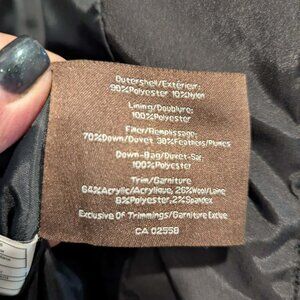 Outershell/Extérieur:
90%Polyester 10%Nylon
Lining/Doublure:
100%Polyester
Filler/Rempissage:
70%Down/Duvet 30%Feathers/Plumes
Down-Bag/Duvet-Sac
100%Polyester
Trim/Garniture
64%Acrylic/Acrylique, 26%Wool/Laine
8%Polyester,2% Spandex
Exclusive Of Trimmings/Garniture Exclue
CA 02558